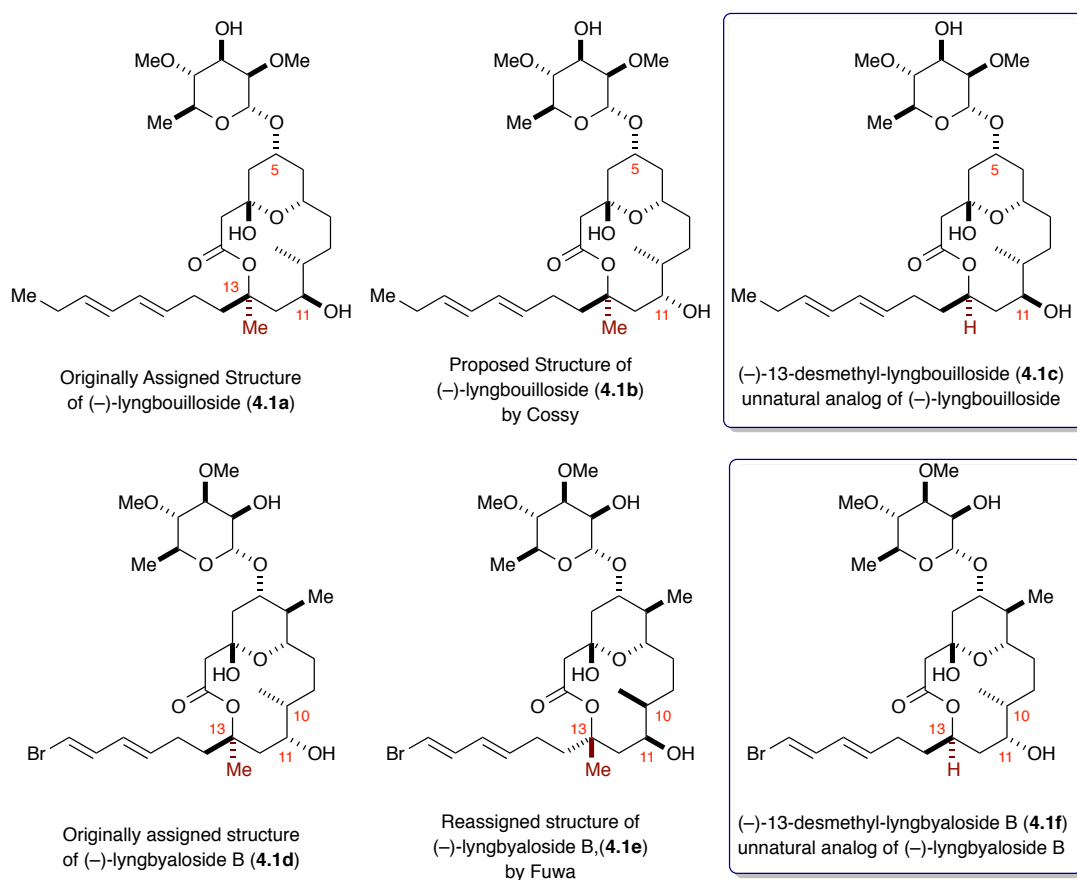 OH
MeO
OMe
Me
O
O
5
O
HO
O
O
13
Me
11
OH
Me
Originally Assigned Structure
of (–)-lyngbouilloside (4.1a)
OH
MeO
OMe
Me
O
O
5
O
HO
O
O
Me
11
OH
Me
Proposed Structure of
(–)-lyngbouilloside (4.1b)
by Cossy
OH
MeO
OMe
Me
O
O
5
O
HO
O
O
Me
H
11
OH
(–)-13-desmethyl-lyngbouilloside (4.1c)
unnatural analog of (–)-lyngbouilloside
OMe
MeO
OH
Me
O
O
Me
O
HO
O
O
10
13
Br
11
OH
Me
Originally assigned structure
of (–)-lyngbyaloside B (4.1d)
OMe
MeO
OH
Me
O
O
Me
O
HO
O
O
10
13
Br
11
OH
Me
Reassigned structure of
(–)-lyngbyaloside B,(4.1e)
by Fuwa
OMe
MeO
OH
Me
O
O
Me
O
HO
O
O
10
13
Br
11
OH
H
(–)-13-desmethyl-lyngbyaloside B (4.1f)
unnatural analog of (–)-lyngbyaloside B